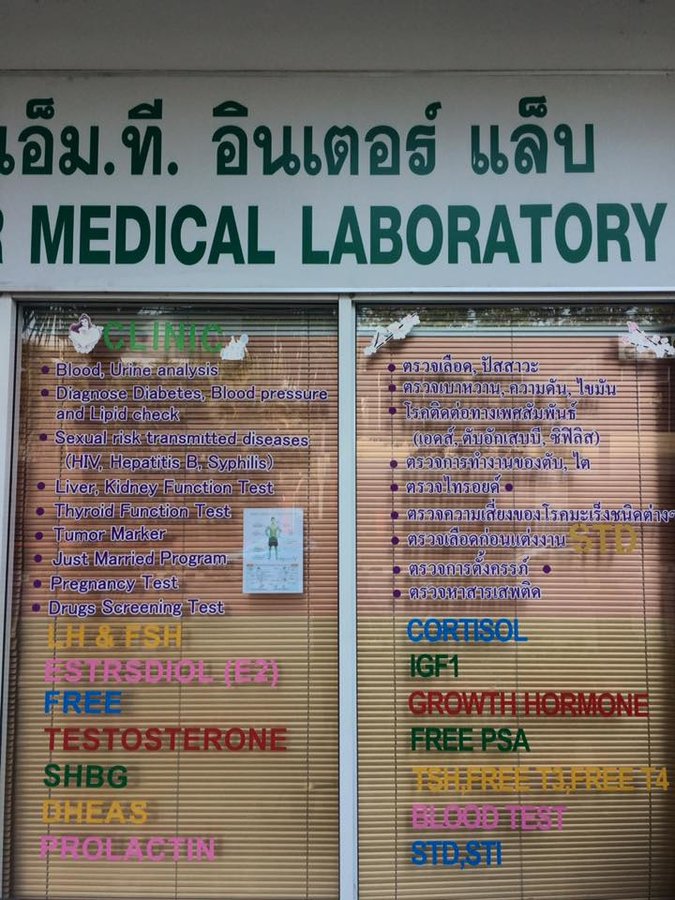 เอ็ม.ที. อินเตอร์ แล็บ
R MEDICAL LABORATORY
CLINIC
• Blood, Urine analysis
• Diagnose Diabetes, Blood pressure
and Lipid check
• Sexual risk transmitted diseases
(HIV, Hepatitis B, Syphilis)
• Liver, Kidney Function Test
• Thyroid Function Test
• Tumor Marker
• Just Married Program
• Pregnancy Test
• Drugs Screening Test
LH & FSH
ESTRSDIOL (E2)
FREE
TESTOSTERONE
SHBG
DHEAS
PROLACTIN
• ตรวจเลือด, ปัสสาวะ
• ตรวจเบาหวาน, ความดัน, ไขมัน
• โรคติดต่อทางเพศสัมพันธ์
(เอดส์, ตับอักเสบบี, ซิฟิลิส)
• ตรวจการทำงานของตับ, ไต
• ตรวจไทรอยด์ •
• ตรวจความเสี่ยงของโรคมะเร็งชนิดต่างๆ
• ตรวจเลือดก่อนแต่งงาน STD
• ตรวจการตั้งครรภ์ •
• ตรวจหาสารเสพติด
CORTISOL
IGF1
GROWTH HORMONE
FREE PSA
TSH,FREE T3,FREE T4
BLOOD TEST
STD,STI